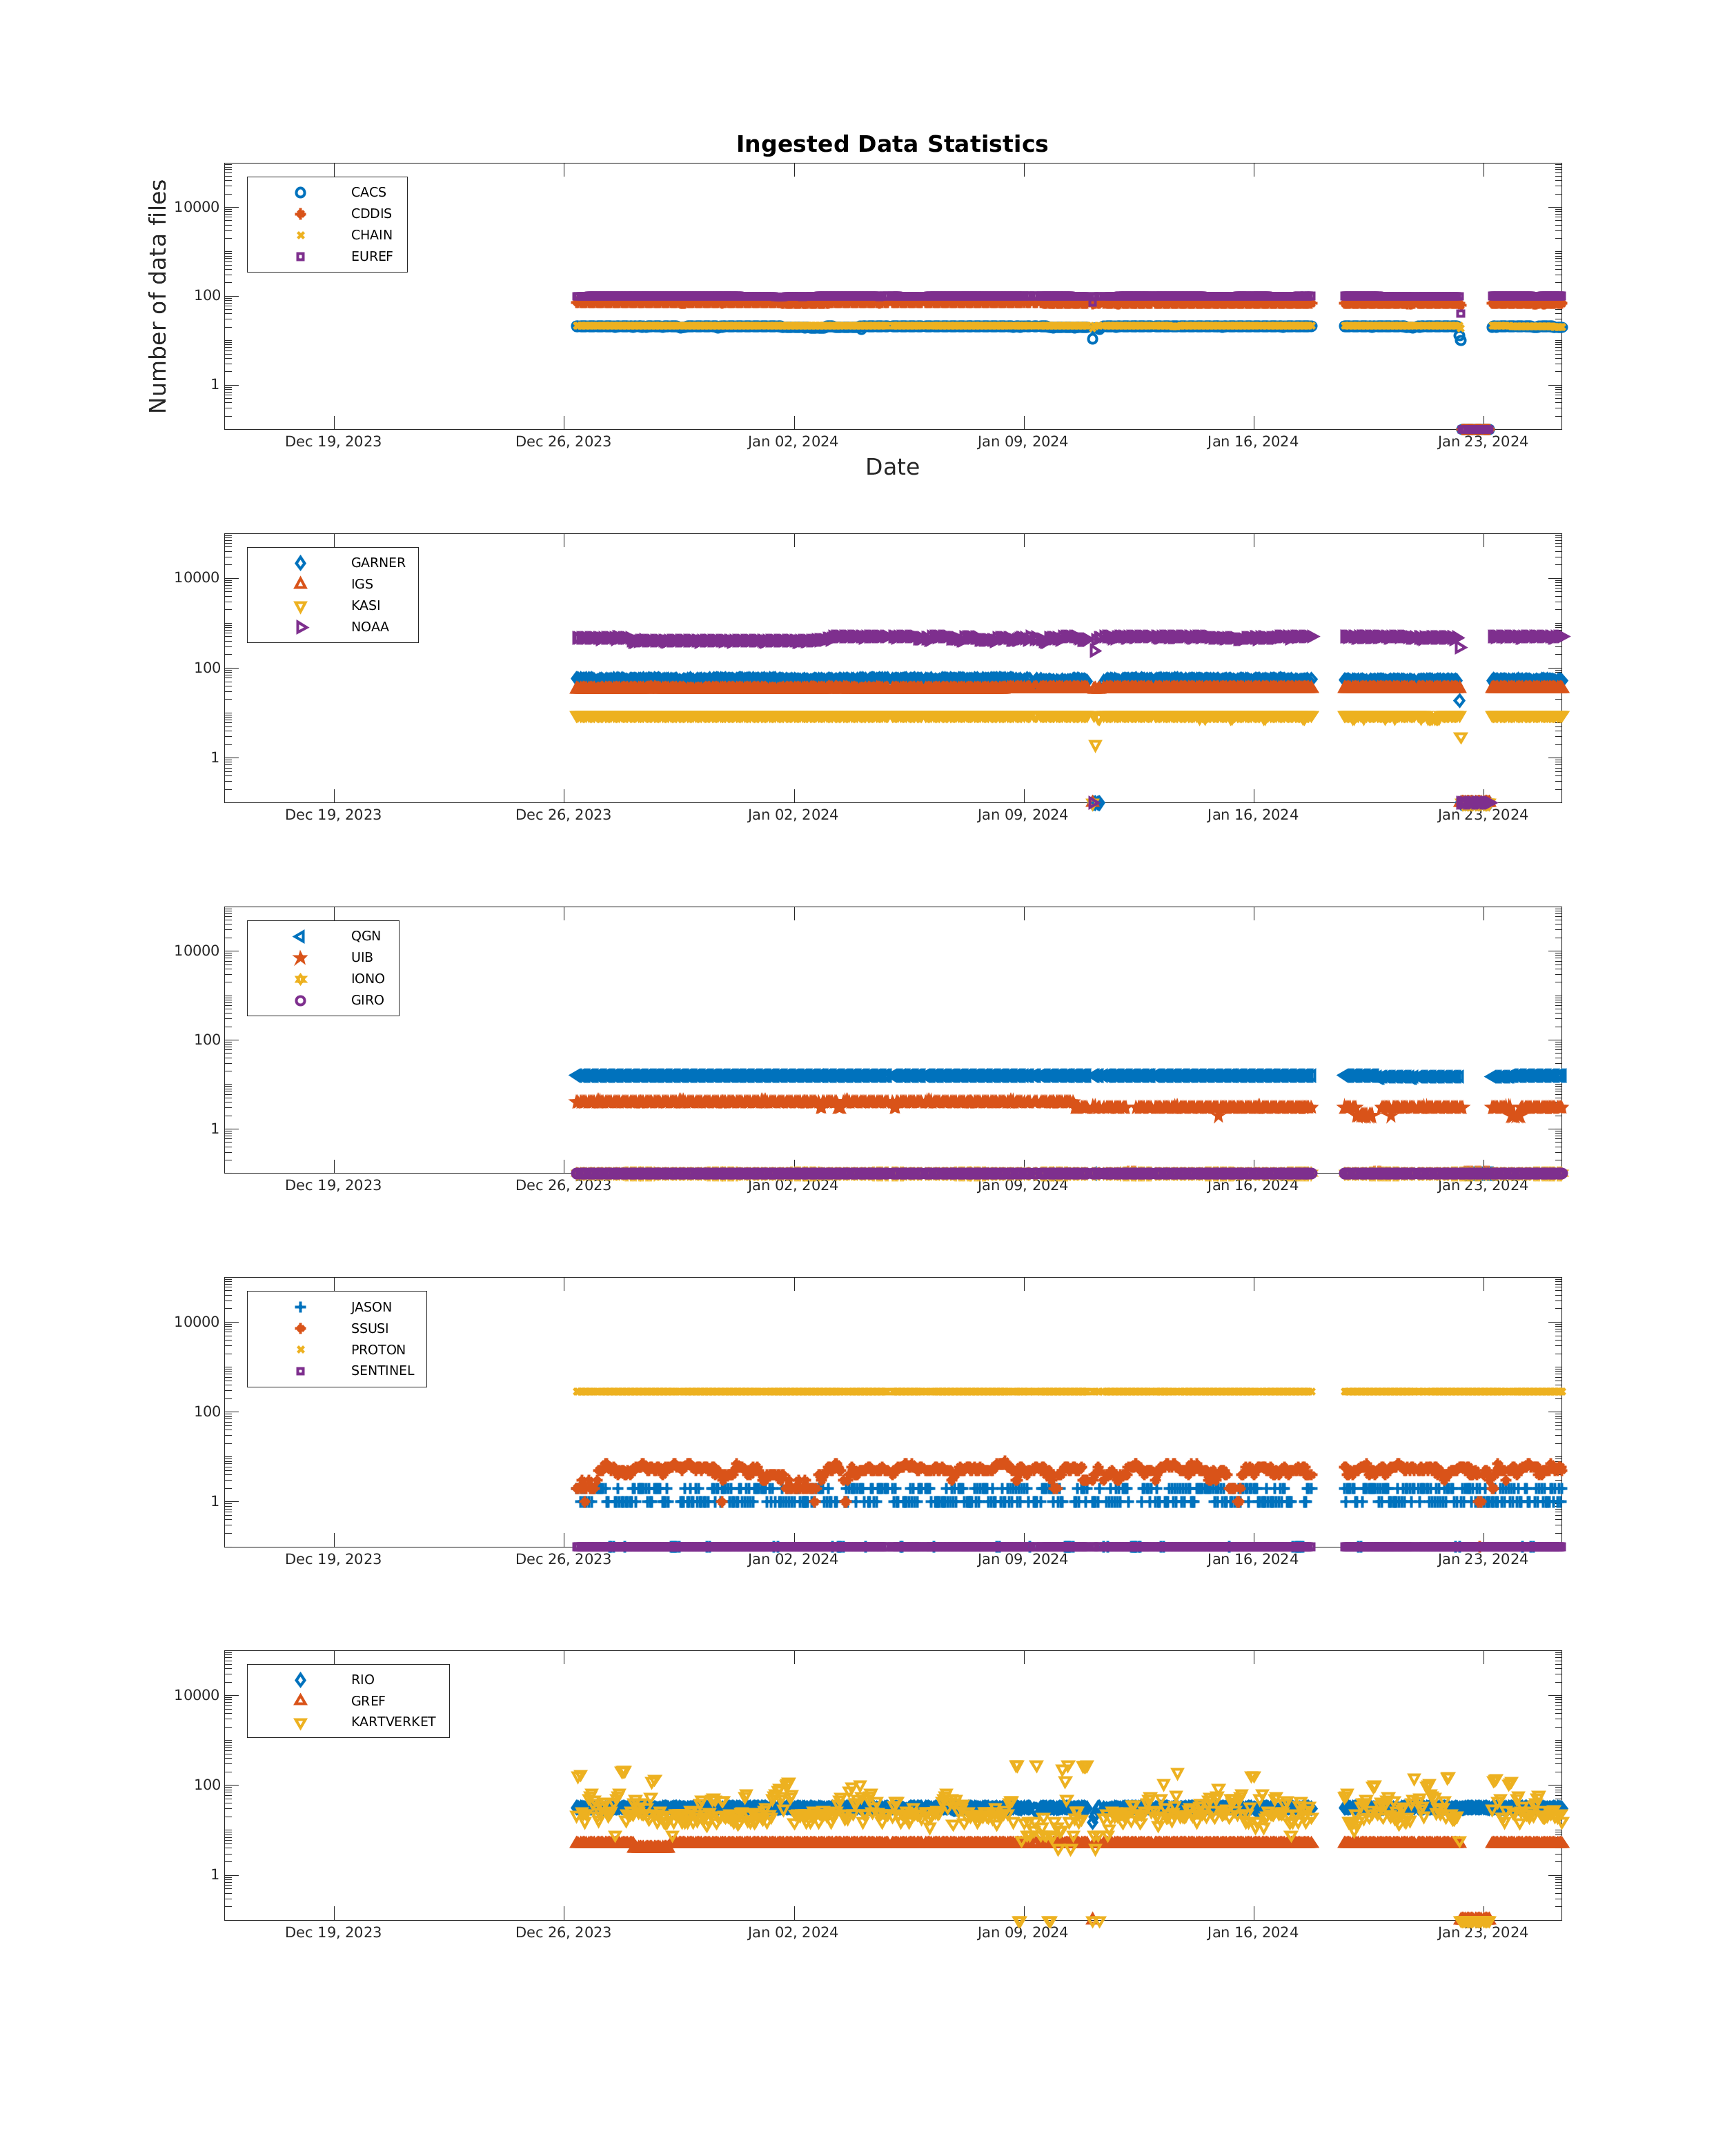 Ingested Data Statistics
Number of data files
10000
100
1
CACS
CDDIS
CHAIN
EUREF
Dec 19, 2023 Dec 26, 2023 Jan 02, 2024 Jan 09, 2024 Jan 16, 2024 Jan 23, 2024
Date
10000
100
1
GARNER
IGS
KASI
NOAA
Dec 19, 2023 Dec 26, 2023 Jan 02, 2024 Jan 09, 2024 Jan 16, 2024 Jan 23, 2024
10000
100
1
QGN
UIB
IONO
GIRO
Dec 19, 2023 Dec 26, 2023 Jan 02, 2024 Jan 09, 2024 Jan 16, 2024 Jan 23, 2024
10000
100
1
JASON
SSUSI
PROTON
SENTINEL
Dec 19, 2023 Dec 26, 2023 Jan 02, 2024 Jan 09, 2024 Jan 16, 2024 Jan 23, 2024
10000
100
1
RIO
GREF
KARTVERKET
Dec 19, 2023 Dec 26, 2023 Jan 02, 2024 Jan 09, 2024 Jan 16, 2024 Jan 23, 2024